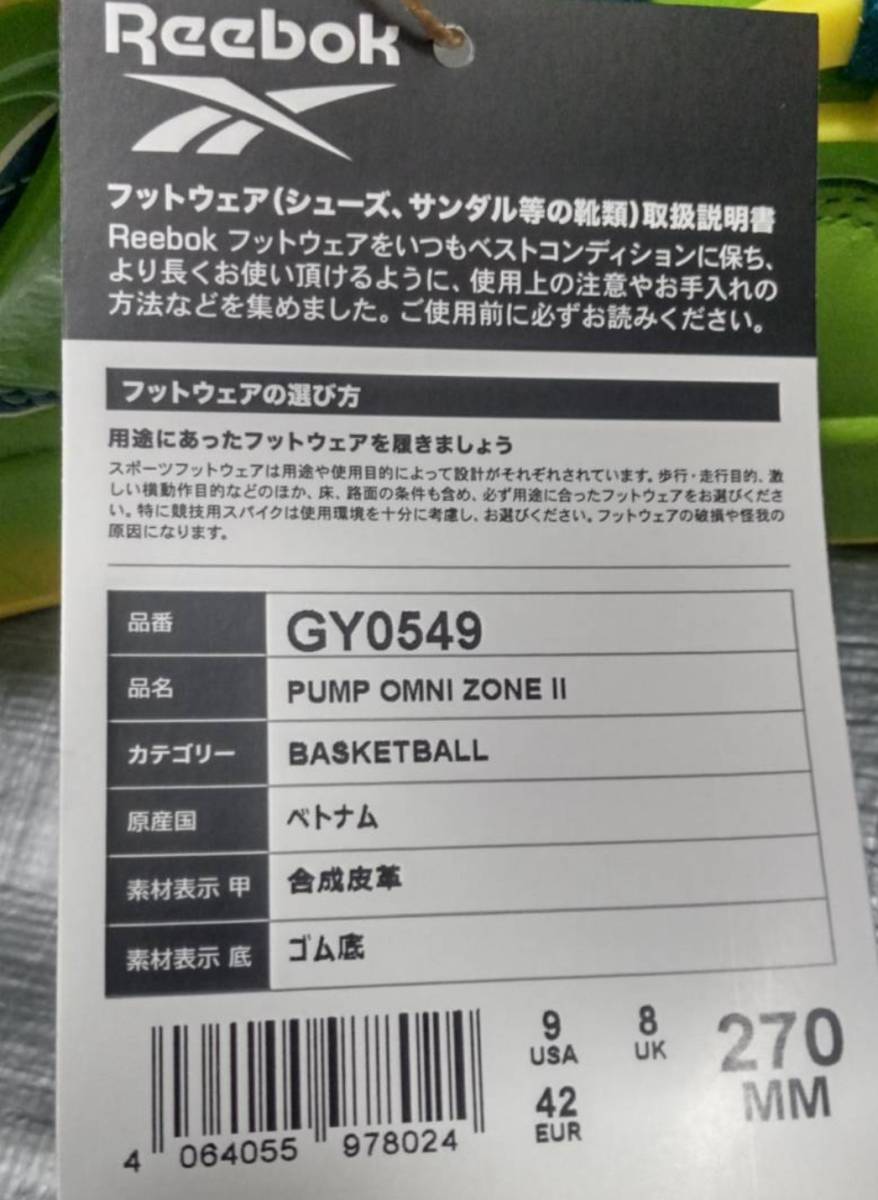 Reebok
フットウェア(シューズ、サンダル等の靴類)取扱説明書
Reebok フットウェアをいつもベストコンディションに保ち、
より長くお使い頂けるように、使用上の注意やお手入れの
方法などを集めました。ご使用前に必ずお読みください。
フットウェアの選び方
用途にあったフットウェアを履きましょう
スポーツフットウェアは用途や使用目的によって設計がそれぞれされています。歩行・走行目的、激
しい横動作目的などのほか、床、路面の条件も含め、必ず用途に合ったフットウェアをお選びくださ
い。特に競技用スパイクは使用環境を十分に考慮し、お選びください。フットウェアの破損や怪我の
原因になります。
品番 GY0549
品名 PUMP OMNI ZONE II
カテゴリー BASKETBALL
原産国 ベトナム
素材表示 甲 合成皮革
素材表示 底 ゴム底
9 8 270
USA UK MM
42
EUR
4 064055 978024